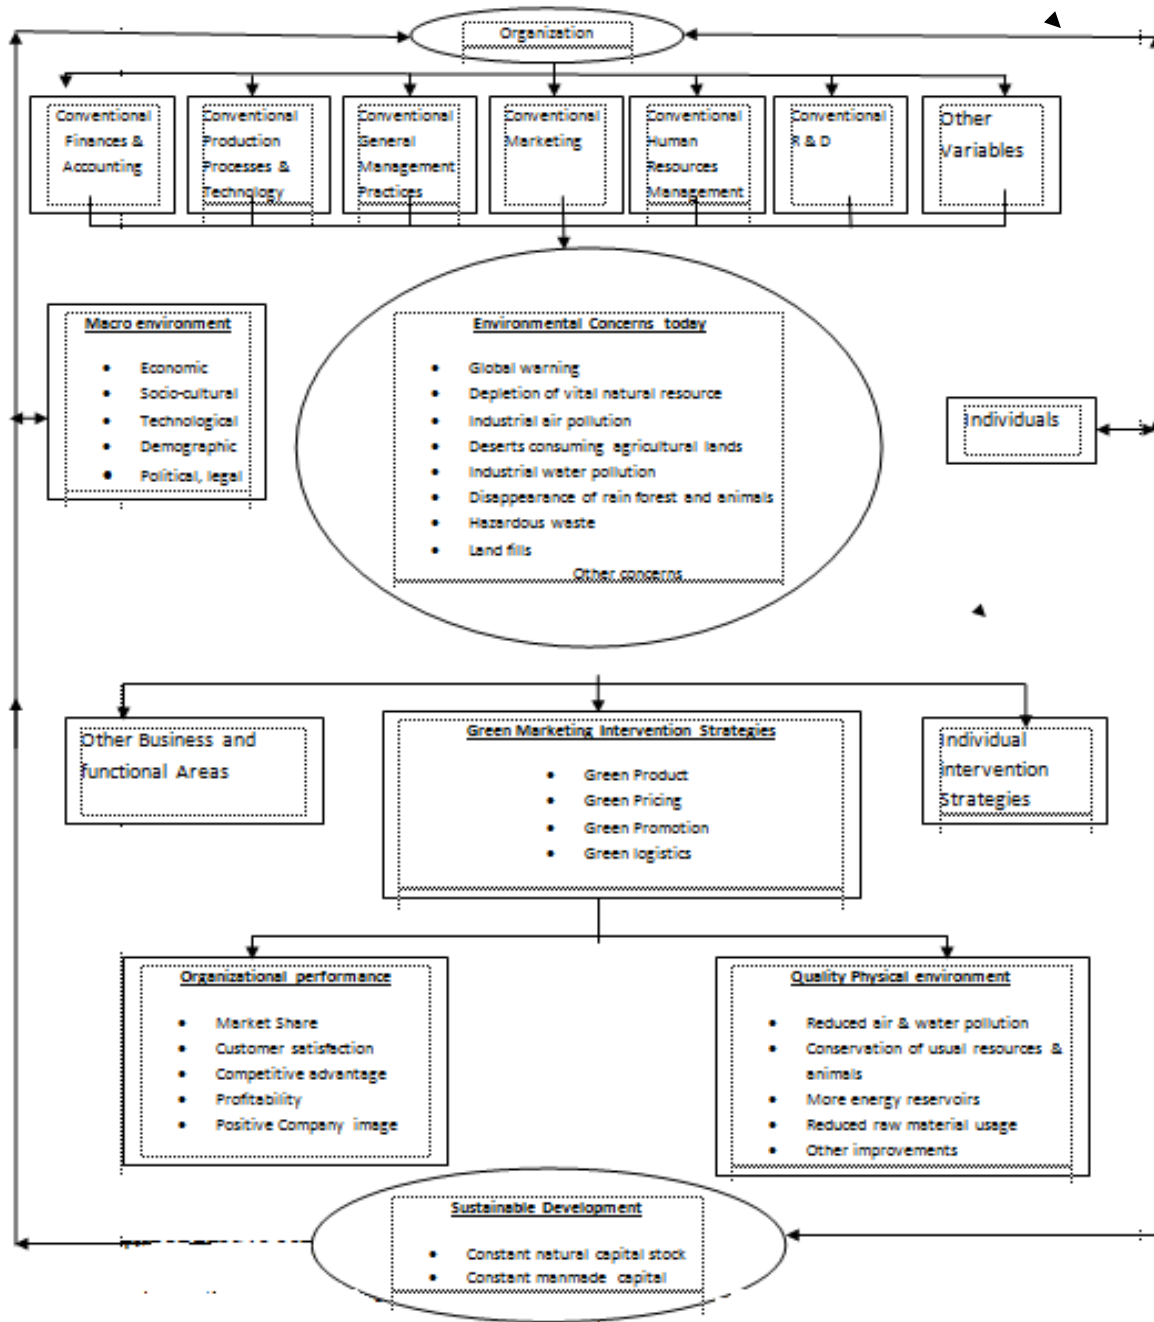 Organization
Conventional
Finances &
Accounting
Conventional
Production
Processes &
Technology
Conventional
General
Management
Practices
Conventional
Marketing
Conventional
Human
Resources
Management
Conventional
R & D
Other
Variables
Macro environment
• Economic
• Socio-cultural
• Technological
• Demographic
• Political, legal
Environmental Concerns today
• Global warning
• Depletion of vital natural resource
• Industrial air pollution
• Deserts consuming agricultural lands
• Industrial water pollution
• Disappearance of rain forest and animals
• Hazardous waste
• Land fills
Other concerns
Individuals
Other Business and
functional Areas
Green Marketing Intervention Strategies
• Green Product
• Green Pricing
• Green Promotion
• Green logistics
Individual
intervention
Strategies
Organizational performance
• Market Share
• Customer satisfaction
• Competitive advantage
• Profitability
• Positive Company image
Quality Physical environment
• Reduced air & water pollution
• Conservation of usual resources &
animals
• More energy reservoirs
• Reduced raw material usage
• Other improvements
Sustainable Development
• Constant natural capital stock
• Constant manmade capital